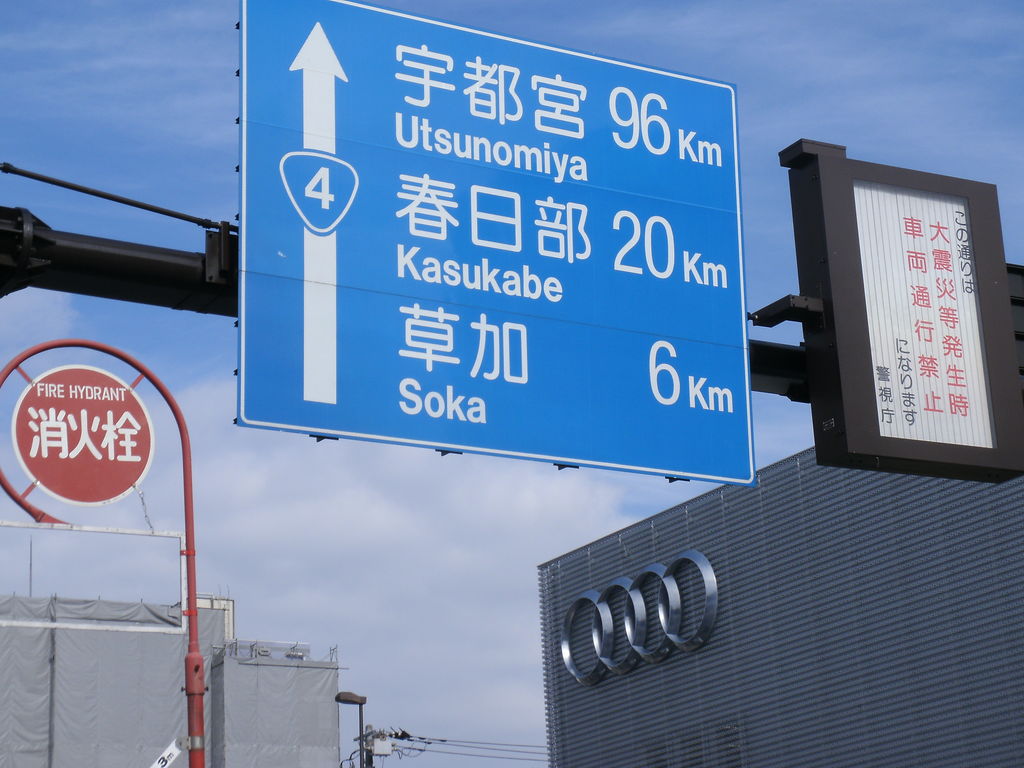 宇都宮 96 Km
Utsunomiya
4
春日部 20 Km
Kasukabe
草加 6 Km
Soka
この通りは
大震災等発生時
車両通行禁止
になります
警視庁
FIRE HYDRANT
消火栓
3m